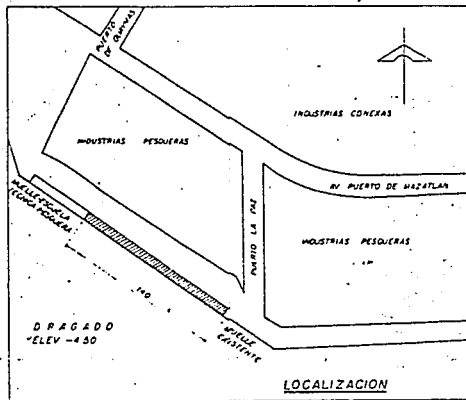 PUERTO
DE GUAYMAS
INDUSTRIAS CONEXAS
INDUSTRIAS PESQUERAS
AV PUERTO DE MAZATLAN
PUERTO LA PAZ
INDUSTRIAS PESQUERAS
MUELLE-ESCUELA
TECNICA PESQUERA
140
DRAGADO
ELEV -4.50
MUELLE
EXISTENTE
LOCALIZACION